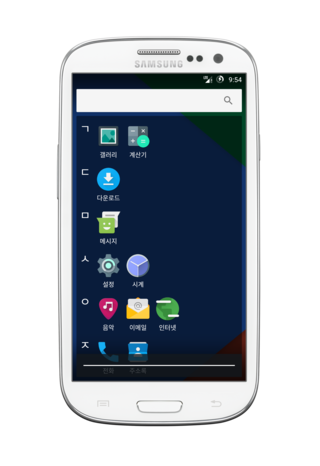 SAMSUNG
9:54
ㄱ
갤러리 계산기
ㄷ
다운로드
ㅁ
메시지
ㅅ
설정 시계
ㅇ
음악 이메일 인터넷
ㅈ
전화 주소록